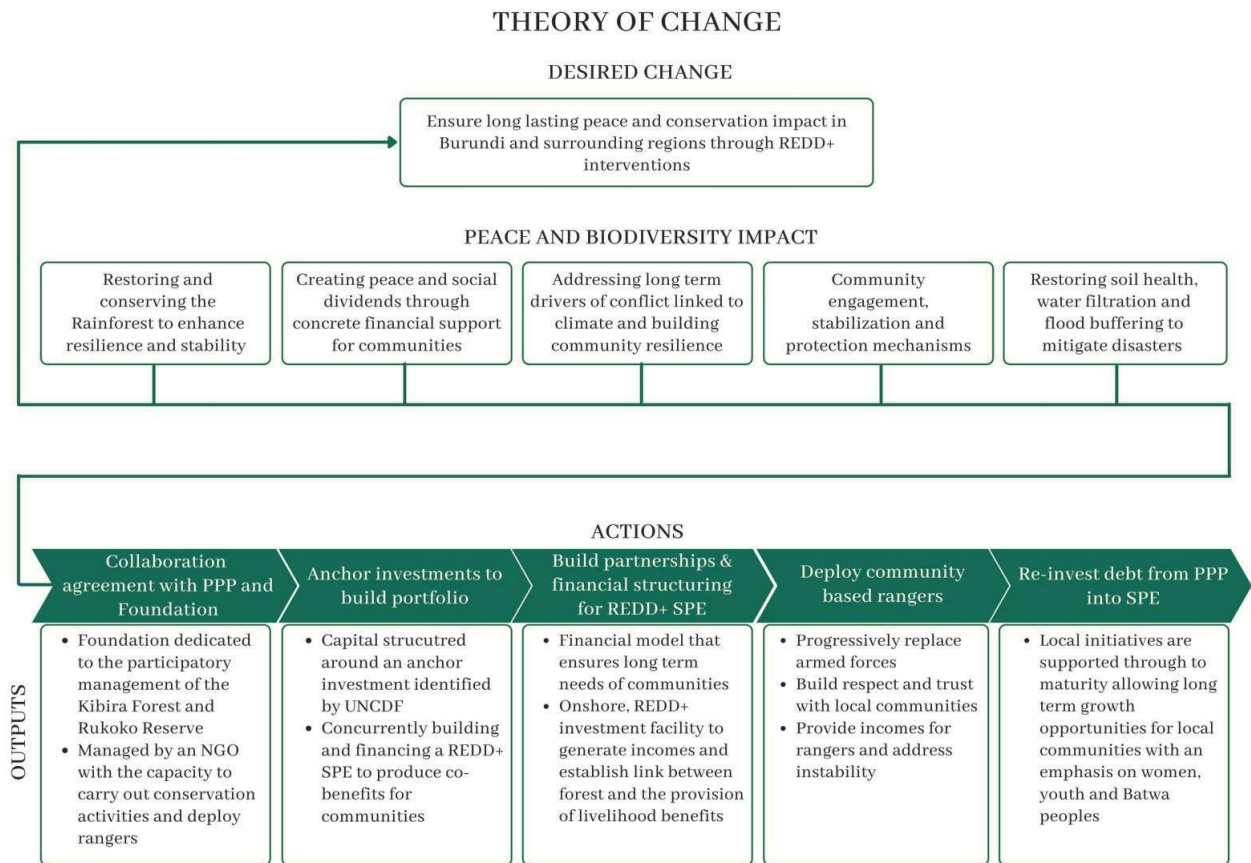 THEORY OF CHANGE
DESIRED CHANGE
Ensure long lasting peace and conservation impact in
Burundi and surrounding regions through REDD+
interventions
PEACE AND BIODIVERSITY IMPACT
Restoring and
conserving the
Rainforest to enhance
resilience and stability
Creating peace and social
dividends through
concrete financial support
for communities
Addressing long term
drivers of conflict linked to
climate and building
community resilience
Community
engagement,
stabilization and
protection mechanisms
Restoring soil health,
water filtration and
flood buffering to
mitigate disasters
ACTIONS
Collaboration
agreement with PPP and
Foundation
Anchor investments to
build portfolio
Build partnerships &
financial structuring
for REDD+ SPE
Deploy community
based rangers
Re-invest debt from PPP
into SPE
OUTPUTS
• Foundation dedicated
to the participatory
management of the
Kibira Forest and
Rukoko Reserve
• Managed by an NGO
with the capacity to
carry out conservation
activities and deploy
rangers
• Capital strucutred
around an anchor
investment identified
by UNCDF
• Concurrently building
and financing a REDD+
SPE to produce co-
benefits for
communities
• Financial model that
ensures long term
needs of communities
• Onshore, REDD+
investment facility to
generate incomes and
establish link between
forest and the provision
of livelihood benefits
• Progressively replace
armed forces
• Build respect and trust
with local communities
• Provide incomes for
rangers and address
instability
• Local initiatives are
supported through to
maturity allowing long
term growth
opportunities for local
communities with an
emphasis on women,
youth and Batwa
peoples